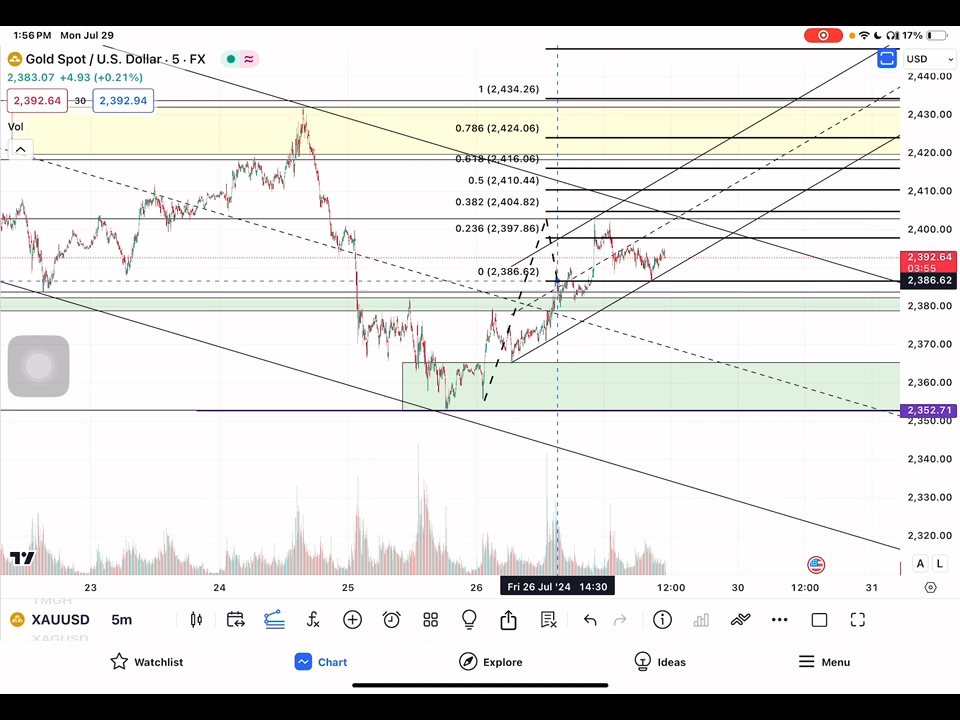 1:56 PM Mon Jul 29
17%
Gold Spot / U.S. Dollar · 5 · FX
USD
2,383.07 +4.93 (+0.21%)
2,392.64
30
2,392.94
Vol
1 (2,434.26)
0.786 (2,424.06)
0.618 (2,416.06)
0.5 (2,410.44)
0.382 (2,404.82)
0.236 (2,397.86)
0 (2,386.62)
2,440.00
2,430.00
2,420.00
2,410.00
2,400.00
2,392.64
03:55
2,386.62
2,380.00
2,370.00
2,360.00
2,352.71
2,350.00
2,340.00
2,330.00
2,320.00
A L
23
24
25
26
Fri 26 Jul '24 14:30
12:00
30
12:00
31
TMGH
XAUUSD
XAGUSD
5m
Watchlist
Chart
Explore
Ideas
Menu